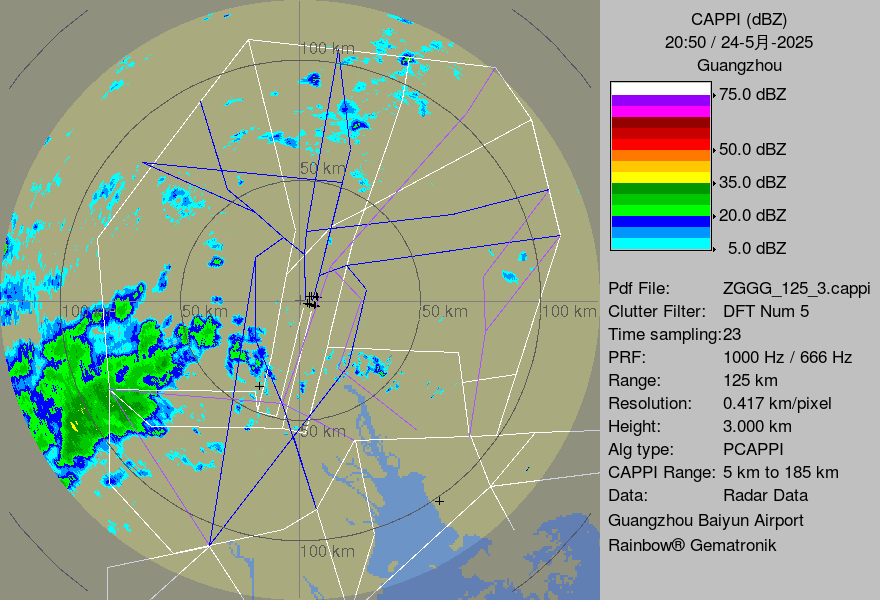 CAPPI (dBZ)
20:50 / 24-5月-2025
Guangzhou
75.0 dBZ
50.0 dBZ
35.0 dBZ
20.0 dBZ
5.0 dBZ
Pdf File: ZGGG_125_3.cappi
Clutter Filter: DFT Num 5
Time sampling:23
PRF: 1000 Hz / 666 Hz
Range: 125 km
Resolution: 0.417 km/pixel
Height: 3.000 km
Alg type: PCAPPI
CAPPI Range: 5 km to 185 km
Data: Radar Data
Guangzhou Baiyun Airport
Rainbow® Gematronik
100 km
50 km
100 50 km 50 km 100 km
50 km
100 km